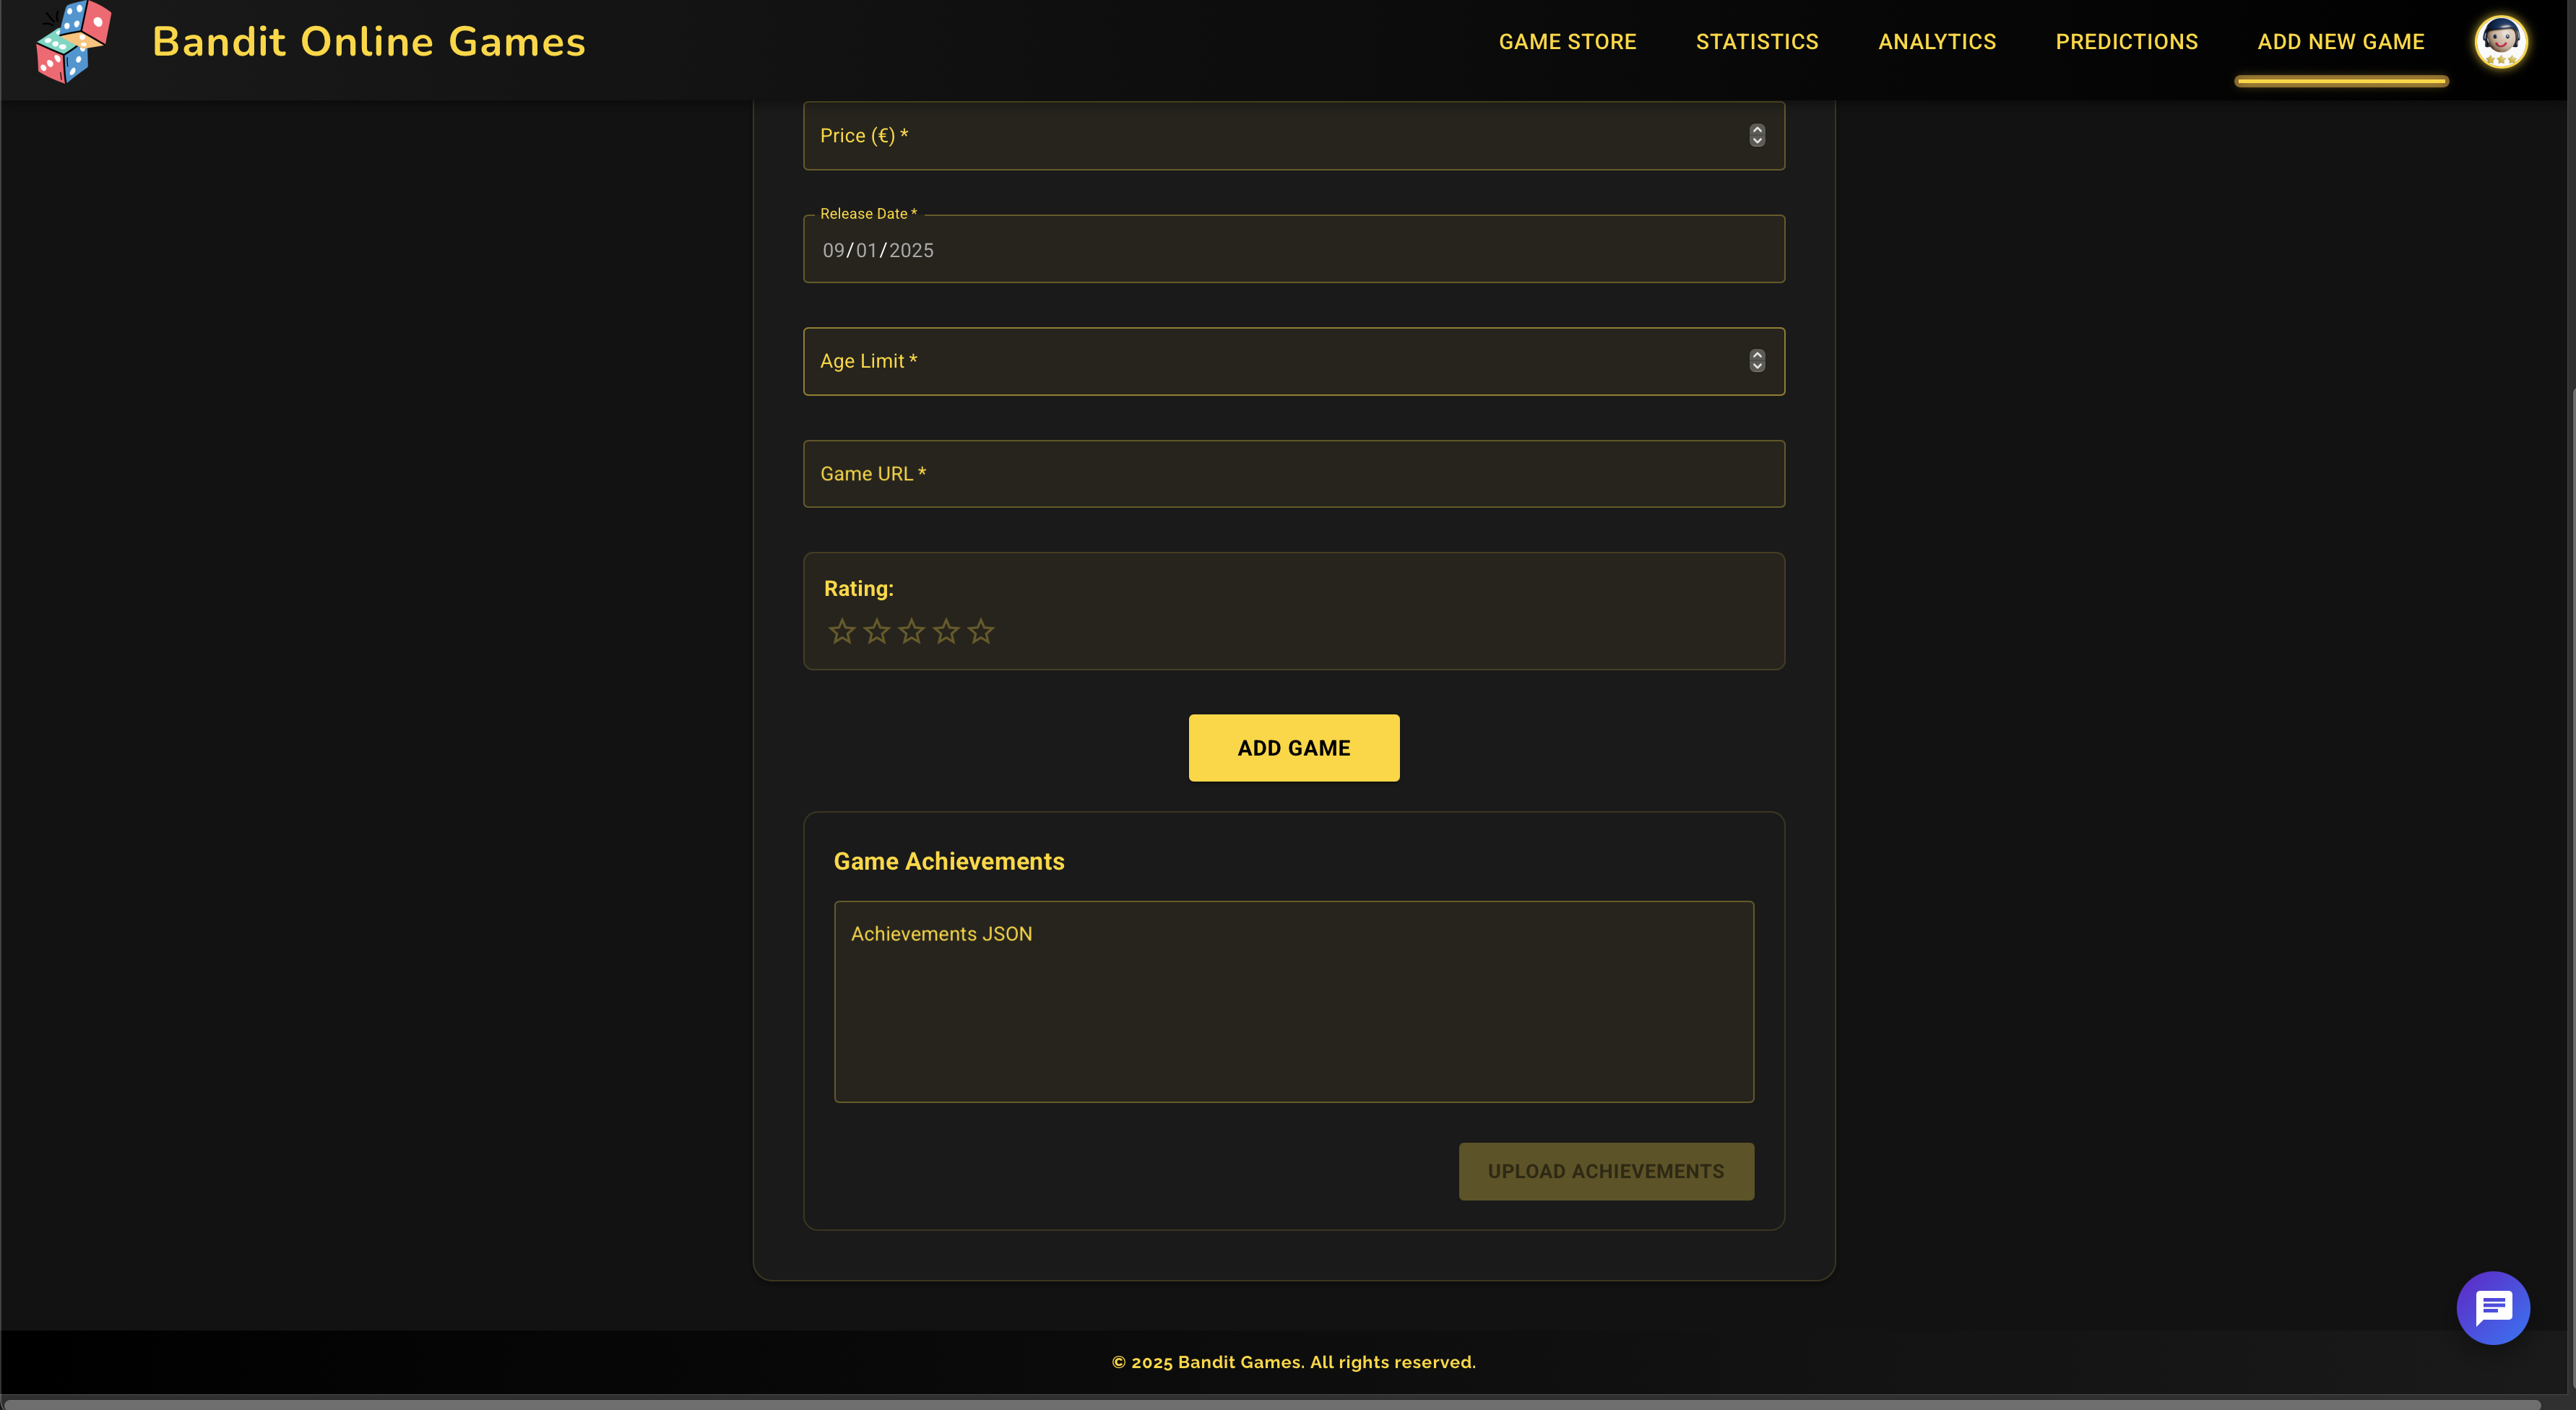 Bandit Online Games
GAME STORE STATISTICS ANALYTICS PREDICTIONS ADD NEW GAME
Price (€) *
Release Date *
09/01/2025
Age Limit *
Game URL *
Rating:
ADD GAME
Game Achievements
Achievements JSON
UPLOAD ACHIEVEMENTS
© 2025 Bandit Games. All rights reserved.